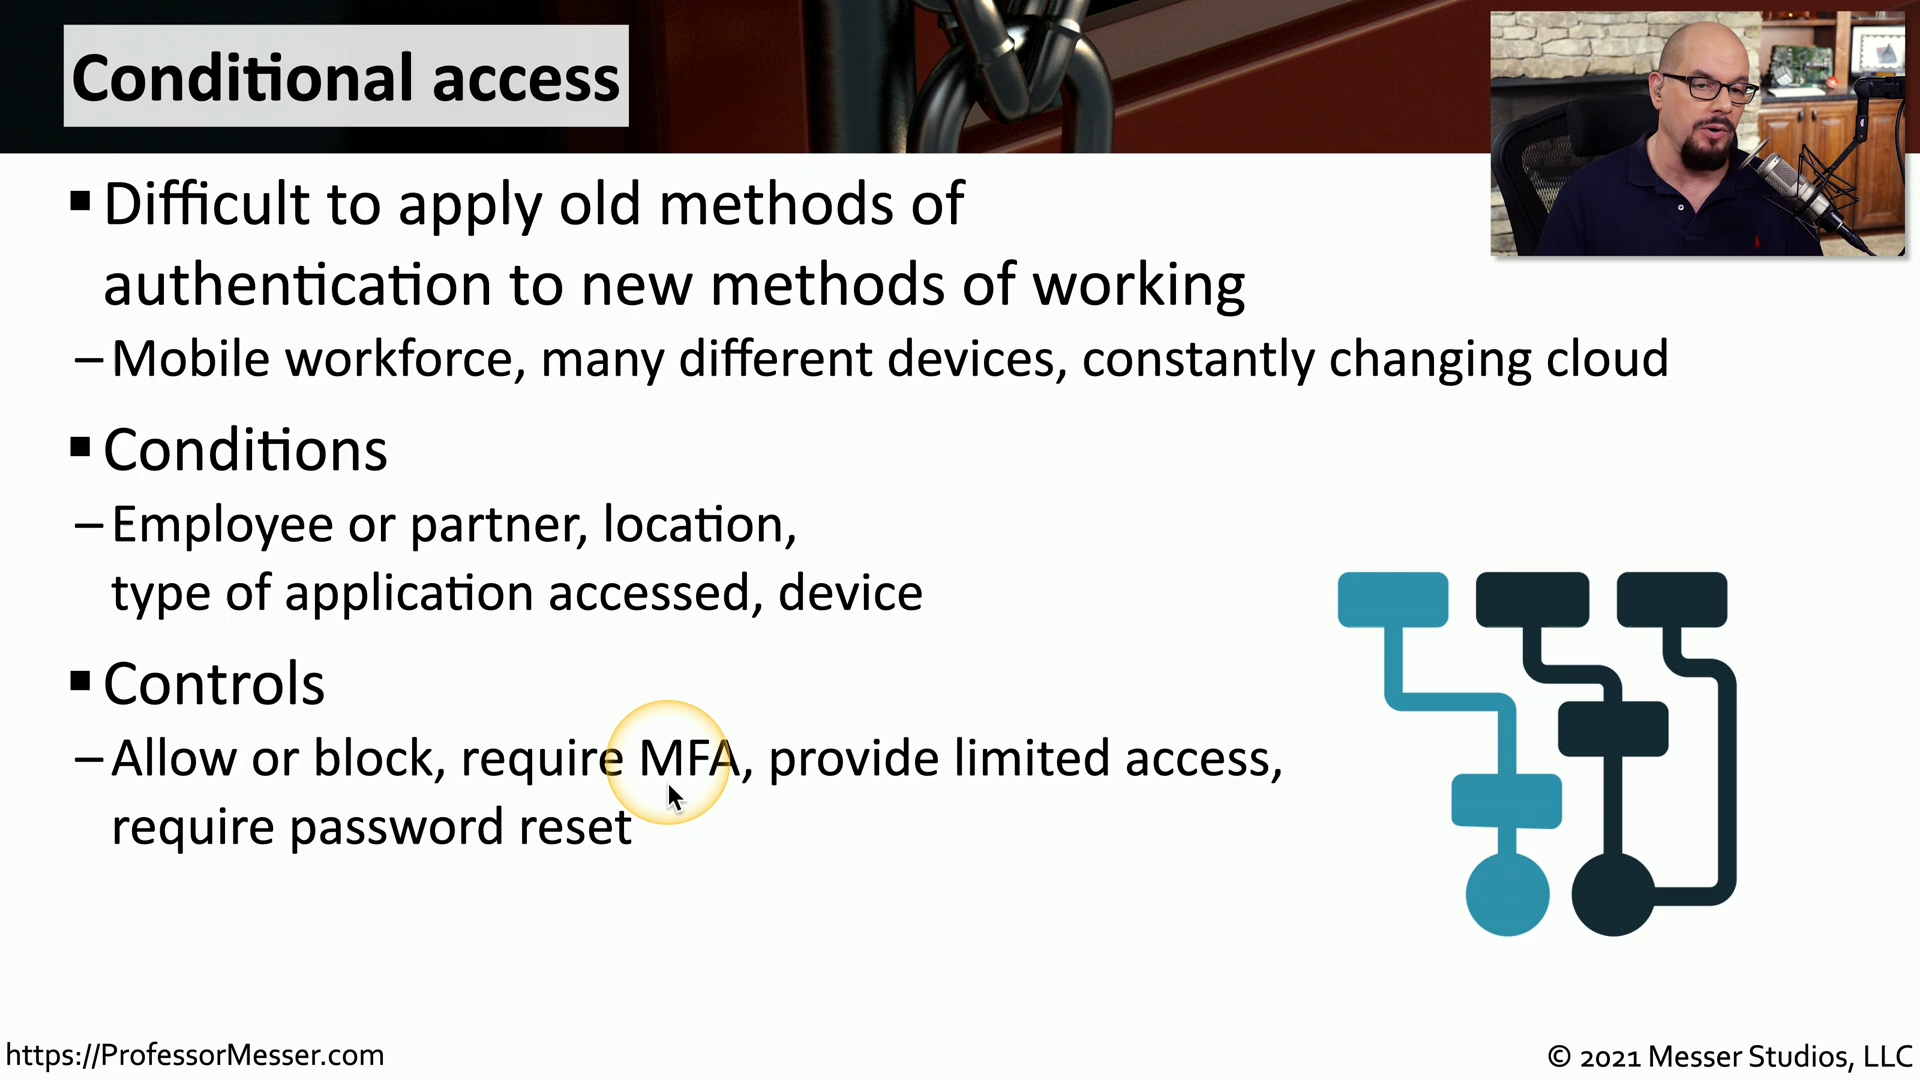 Conditional access
▪ Difficult to apply old methods of
authentication to new methods of working
– Mobile workforce, many different devices, constantly changing cloud
▪ Conditions
– Employee or partner, location,
type of application accessed, device
▪ Controls
– Allow or block, require MFA, provide limited access,
require password reset
https://ProfessorMesser.com
© 2021 Messer Studios, LLC